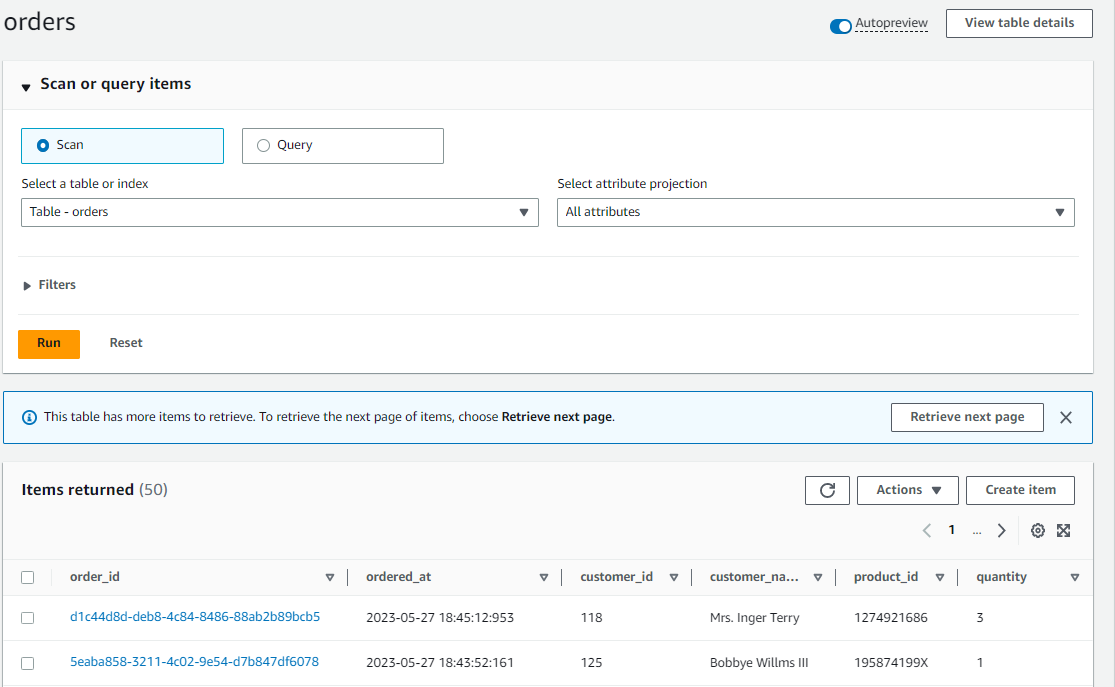 orders
Autopreview
View table details
Scan or query items
Scan
Query
Select a table or index
Select attribute projection
Table - orders
All attributes
Filters
Run
Reset
This table has more items to retrieve. To retrieve the next page of items, choose Retrieve next page.
Retrieve next page
Items returned (50)
Actions
Create item
1 ...
order_id ordered_at customer_id customer_na... product_id quantity
d1c44d8d-deb8-4c84-8486-88ab2b89bcb5 2023-05-27 18:45:12:953 118 Mrs. Inger Terry 1274921686 3
5eaba858-3211-4c02-9e54-d7b847df6078 2023-05-27 18:43:52:161 125 Bobbye Willms III 195874199X 1